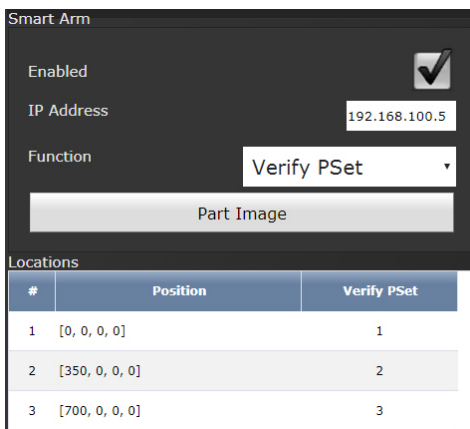 Smart Arm
Enabled
IP Address 192.168.100.5
Function Verify PSet
Part Image
Locations
# Position Verify PSet
1 [0, 0, 0, 0] 1
2 [350, 0, 0, 0] 2
3 [700, 0, 0, 0] 3